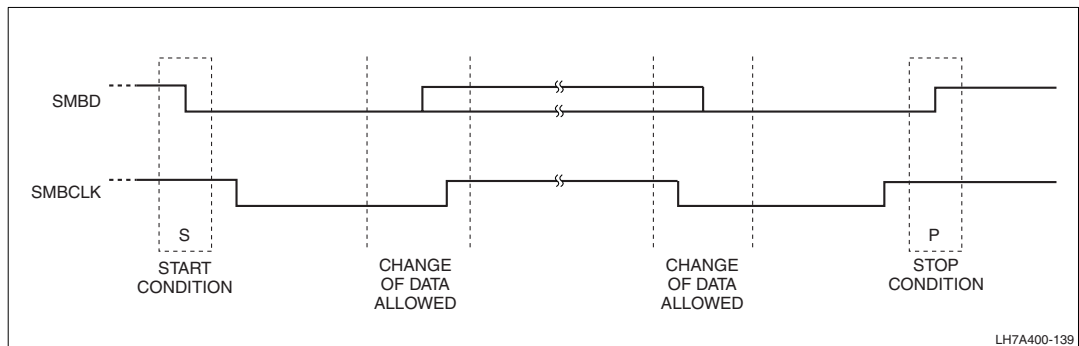 SMBD
SMBCLK
S
P
START
CONDITION
CHANGE
OF DATA
ALLOWED
CHANGE
OF DATA
ALLOWED
STOP
CONDITION
LH7A400-139